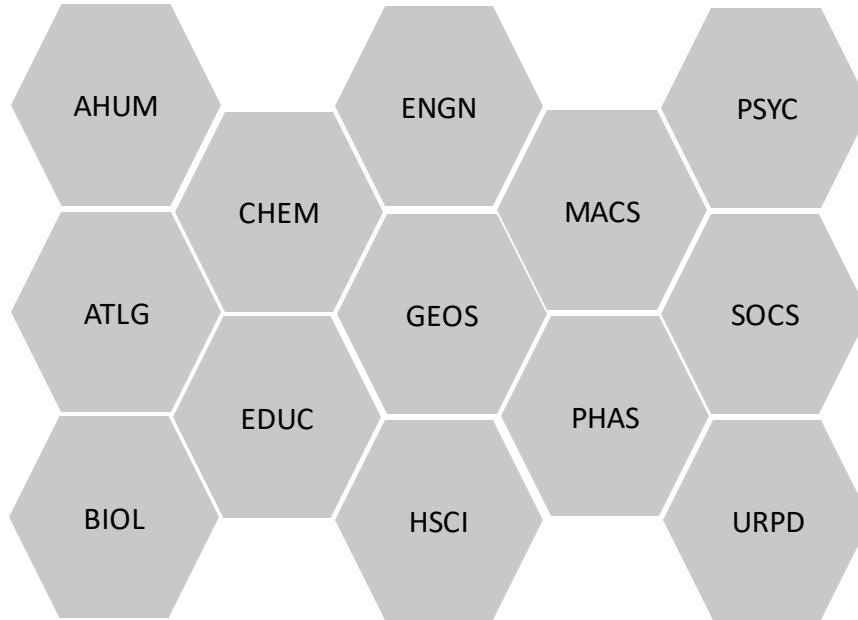 AHUM
ENGN
PSYC
CHEM
MACS
ATLG
GEOS
SOCS
EDUC
PHAS
BIOL
HSCI
URPD